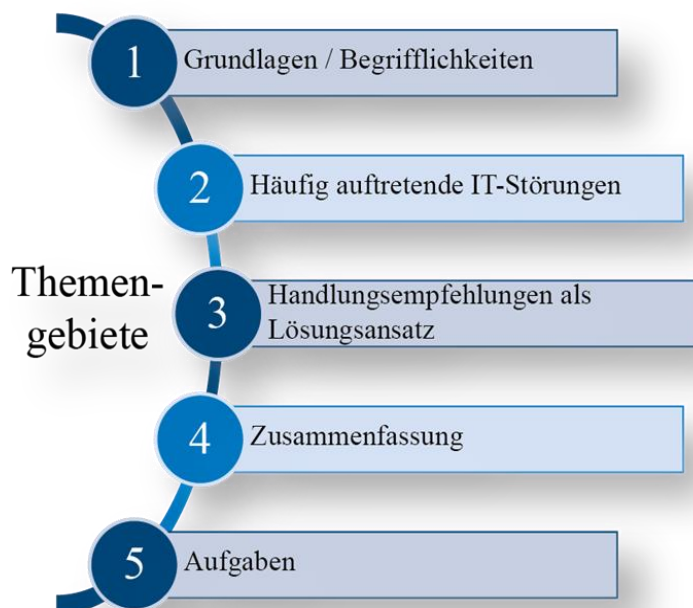 1
Grundlagen / Begrifflichkeiten
2
Häufig auftretende IT-Störungen
Themen-
gebiete
3
Handlungsempfehlungen als
Lösungsansatz
4
Zusammenfassung
5
Aufgaben